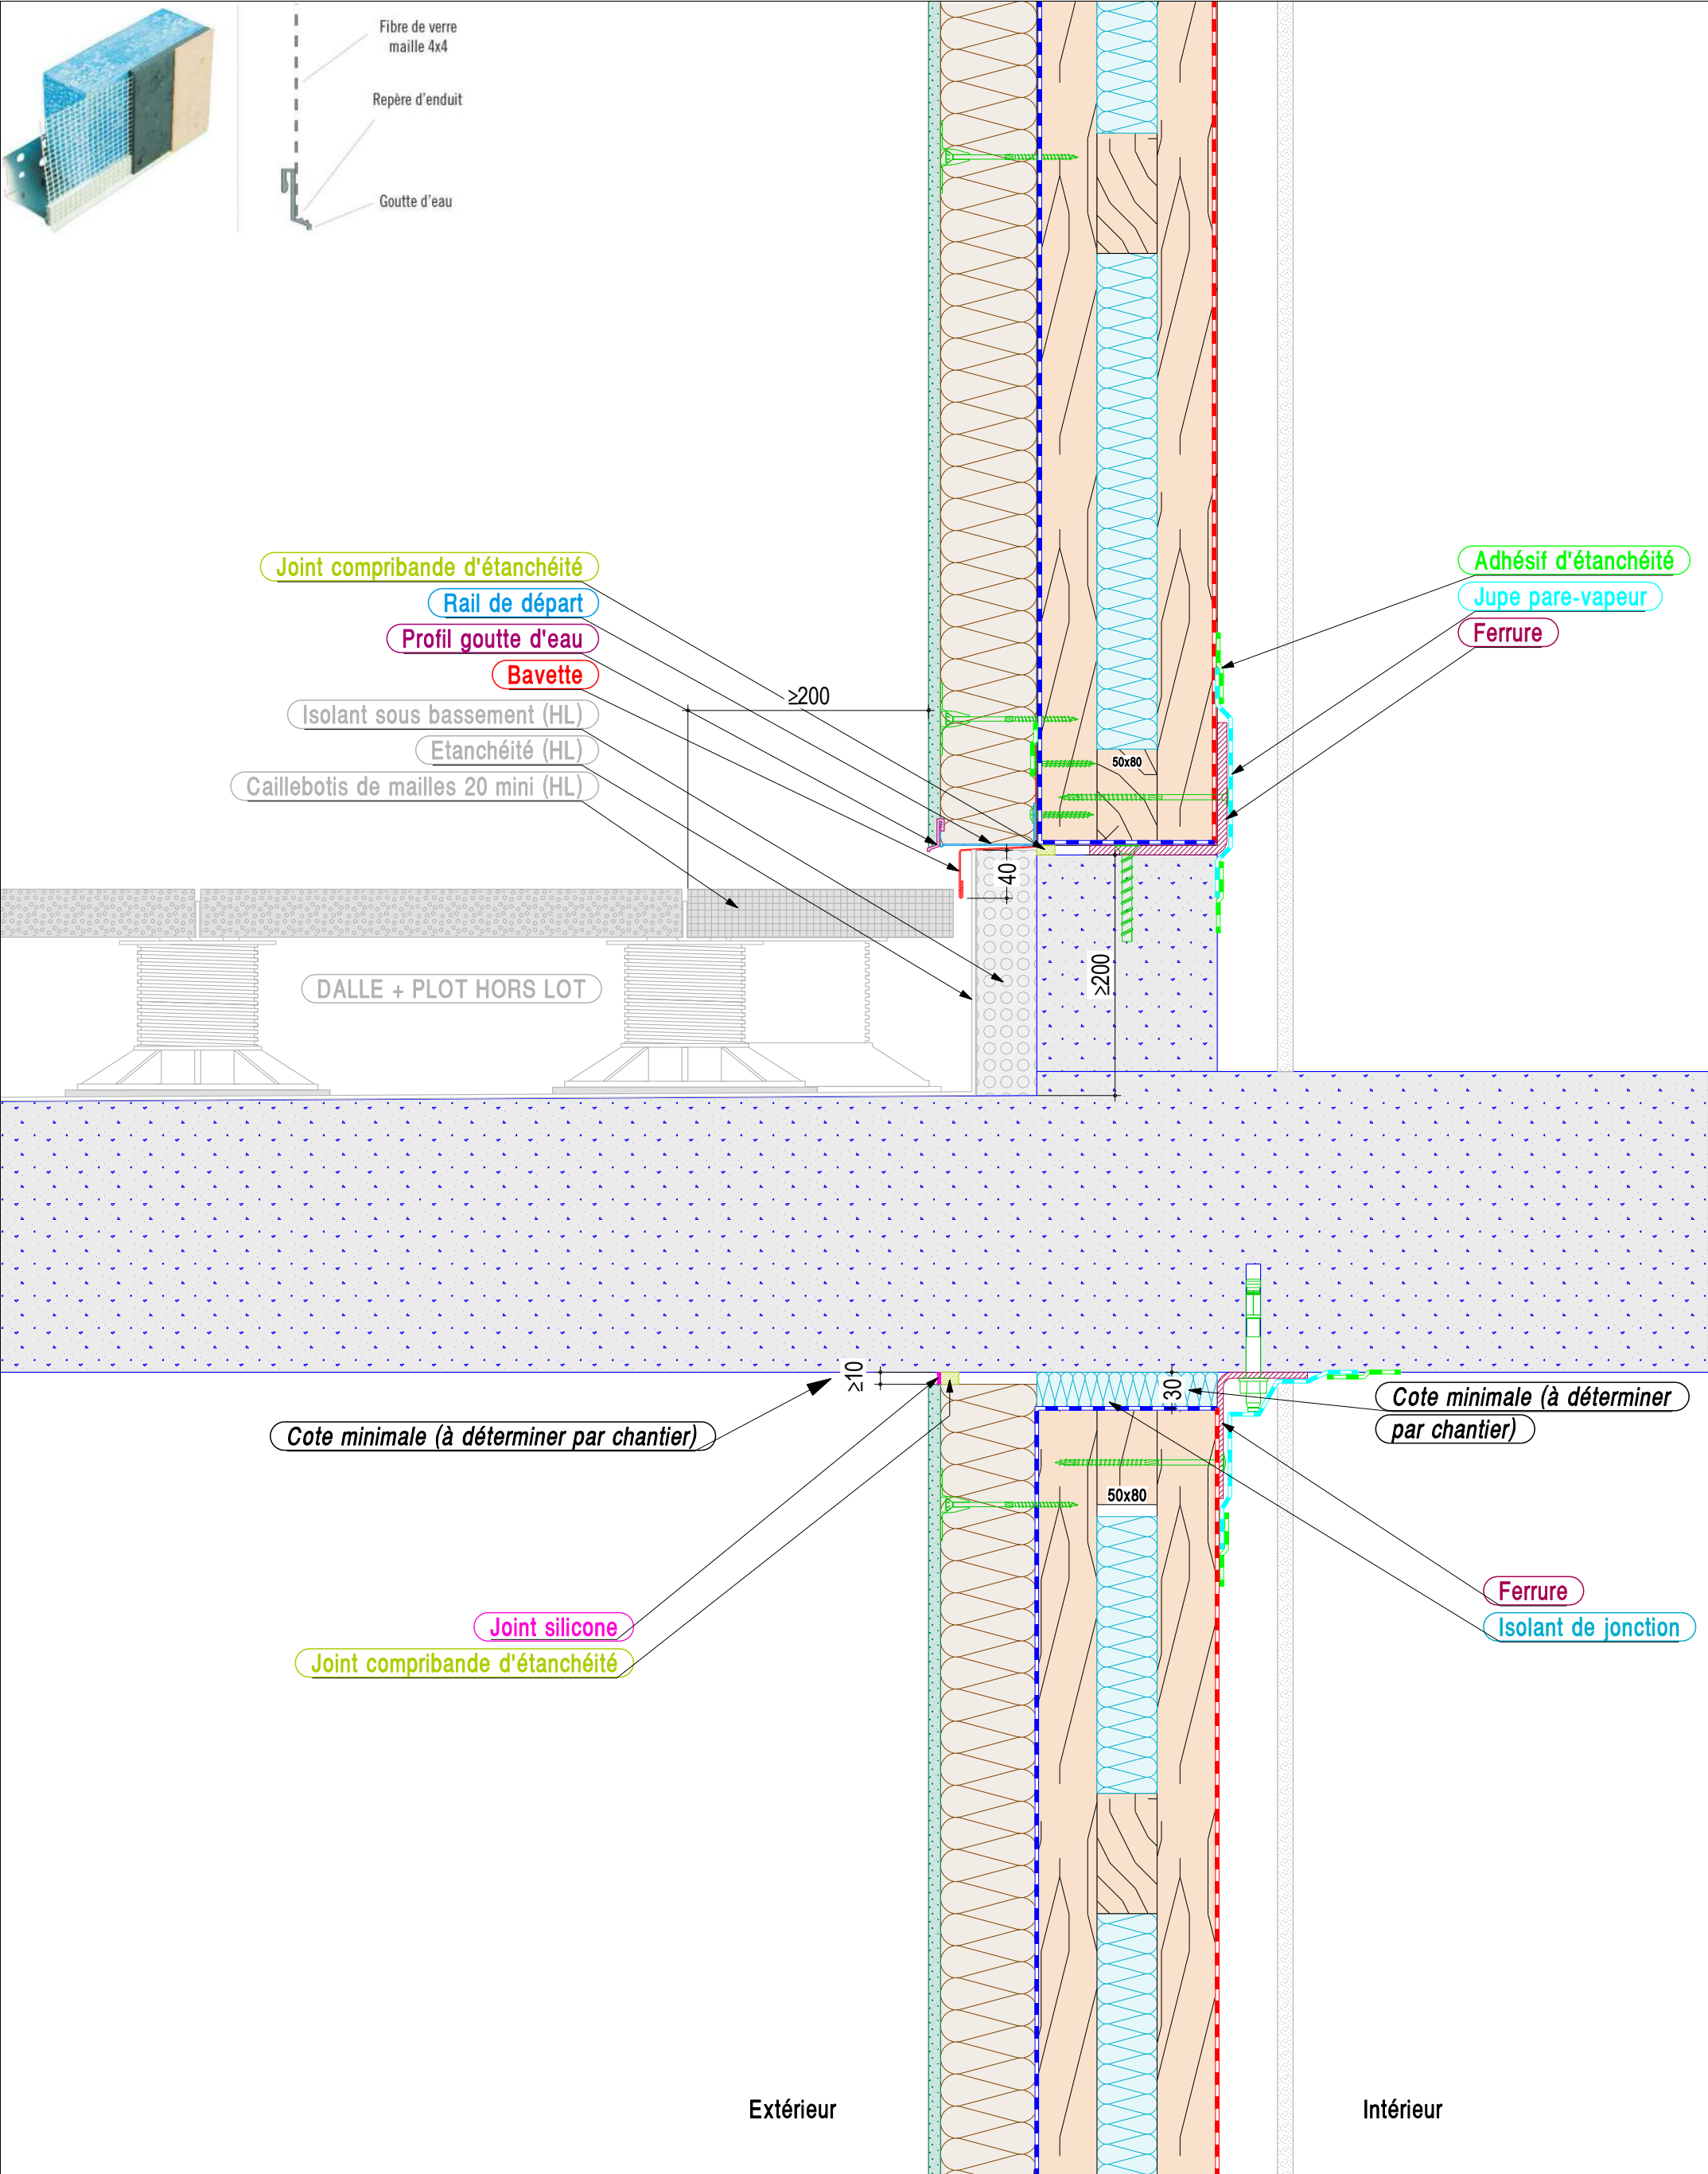 Fibre de verre
maille 4x4
Repère d'enduit
Goutte d'eau
Joint compribande d'étanchéité
Rail de départ
Profil goutte d'eau
Bavette
Isolant sous bassement (HL)
Etanchéité (HL)
Caillebotis de mailles 20 mini (HL)
≥200
Adhésif d'étanchéité
Jupe pare-vapeur
Ferrure
50x80
40
≥200
DALLE + PLOT HORS LOT
≥10
30
Cote minimale (à déterminer par chantier)
Cote minimale (à déterminer
par chantier)
50x80
Joint silicone
Joint compribande d'étanchéité
Ferrure
Isolant de jonction
Extérieur
Intérieur